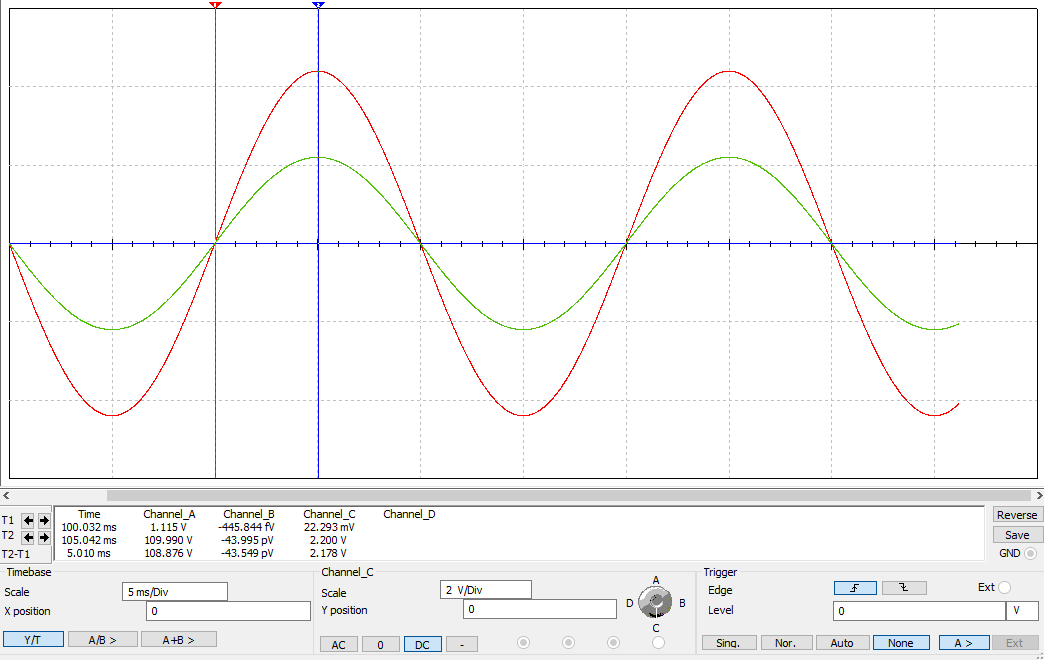 Time Channel_A Channel_B Channel_C Channel_D Reverse
T1 100.032 ms 1.115 V -445.844 fV 22.293 mV
T2 105.042 ms 109.990 V -43.995 pV 2.200 V Save
T2-T1 5.010 ms 108.876 V -43.549 pV 2.178 V GND
Timebase Channel_C Trigger
Scale 5 ms/Div Scale 2 V/Div A Edge Ext
X position 0 Y position 0 D B Level 0 V
C
Y/T A/B > A+B > AC 0 DC - Sing. Nor. Auto None A > Ext